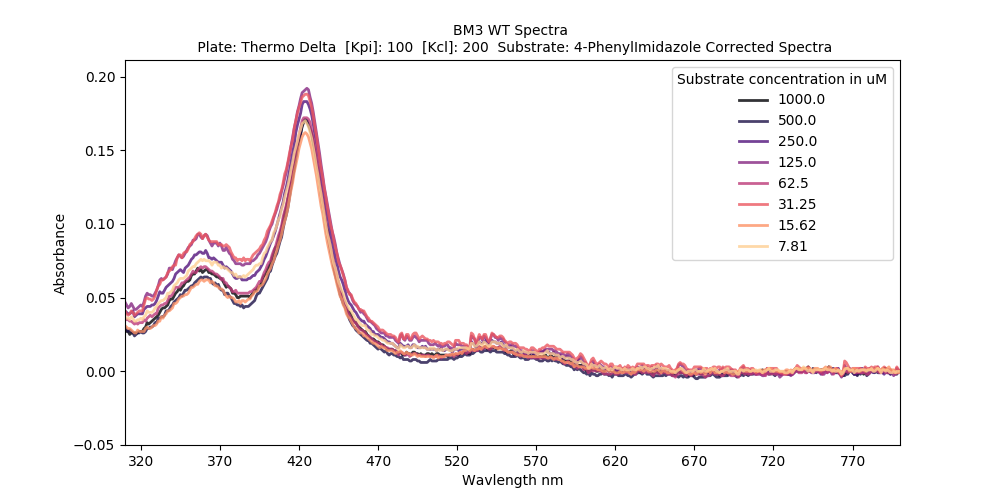 BM3 WT Spectra
Plate: Thermo Delta [Kpi]: 100 [Kcl]: 200 Substrate: 4-PhenylImidazole Corrected Spectra
Substrate concentration in uM
1000.0
500.0
250.0
125.0
62.5
31.25
15.62
7.81
0.20
0.15
0.10
0.05
0.00
−0.05
Absorbance
320 370 420 470 520 570 620 670 720 770
Wavlength nm